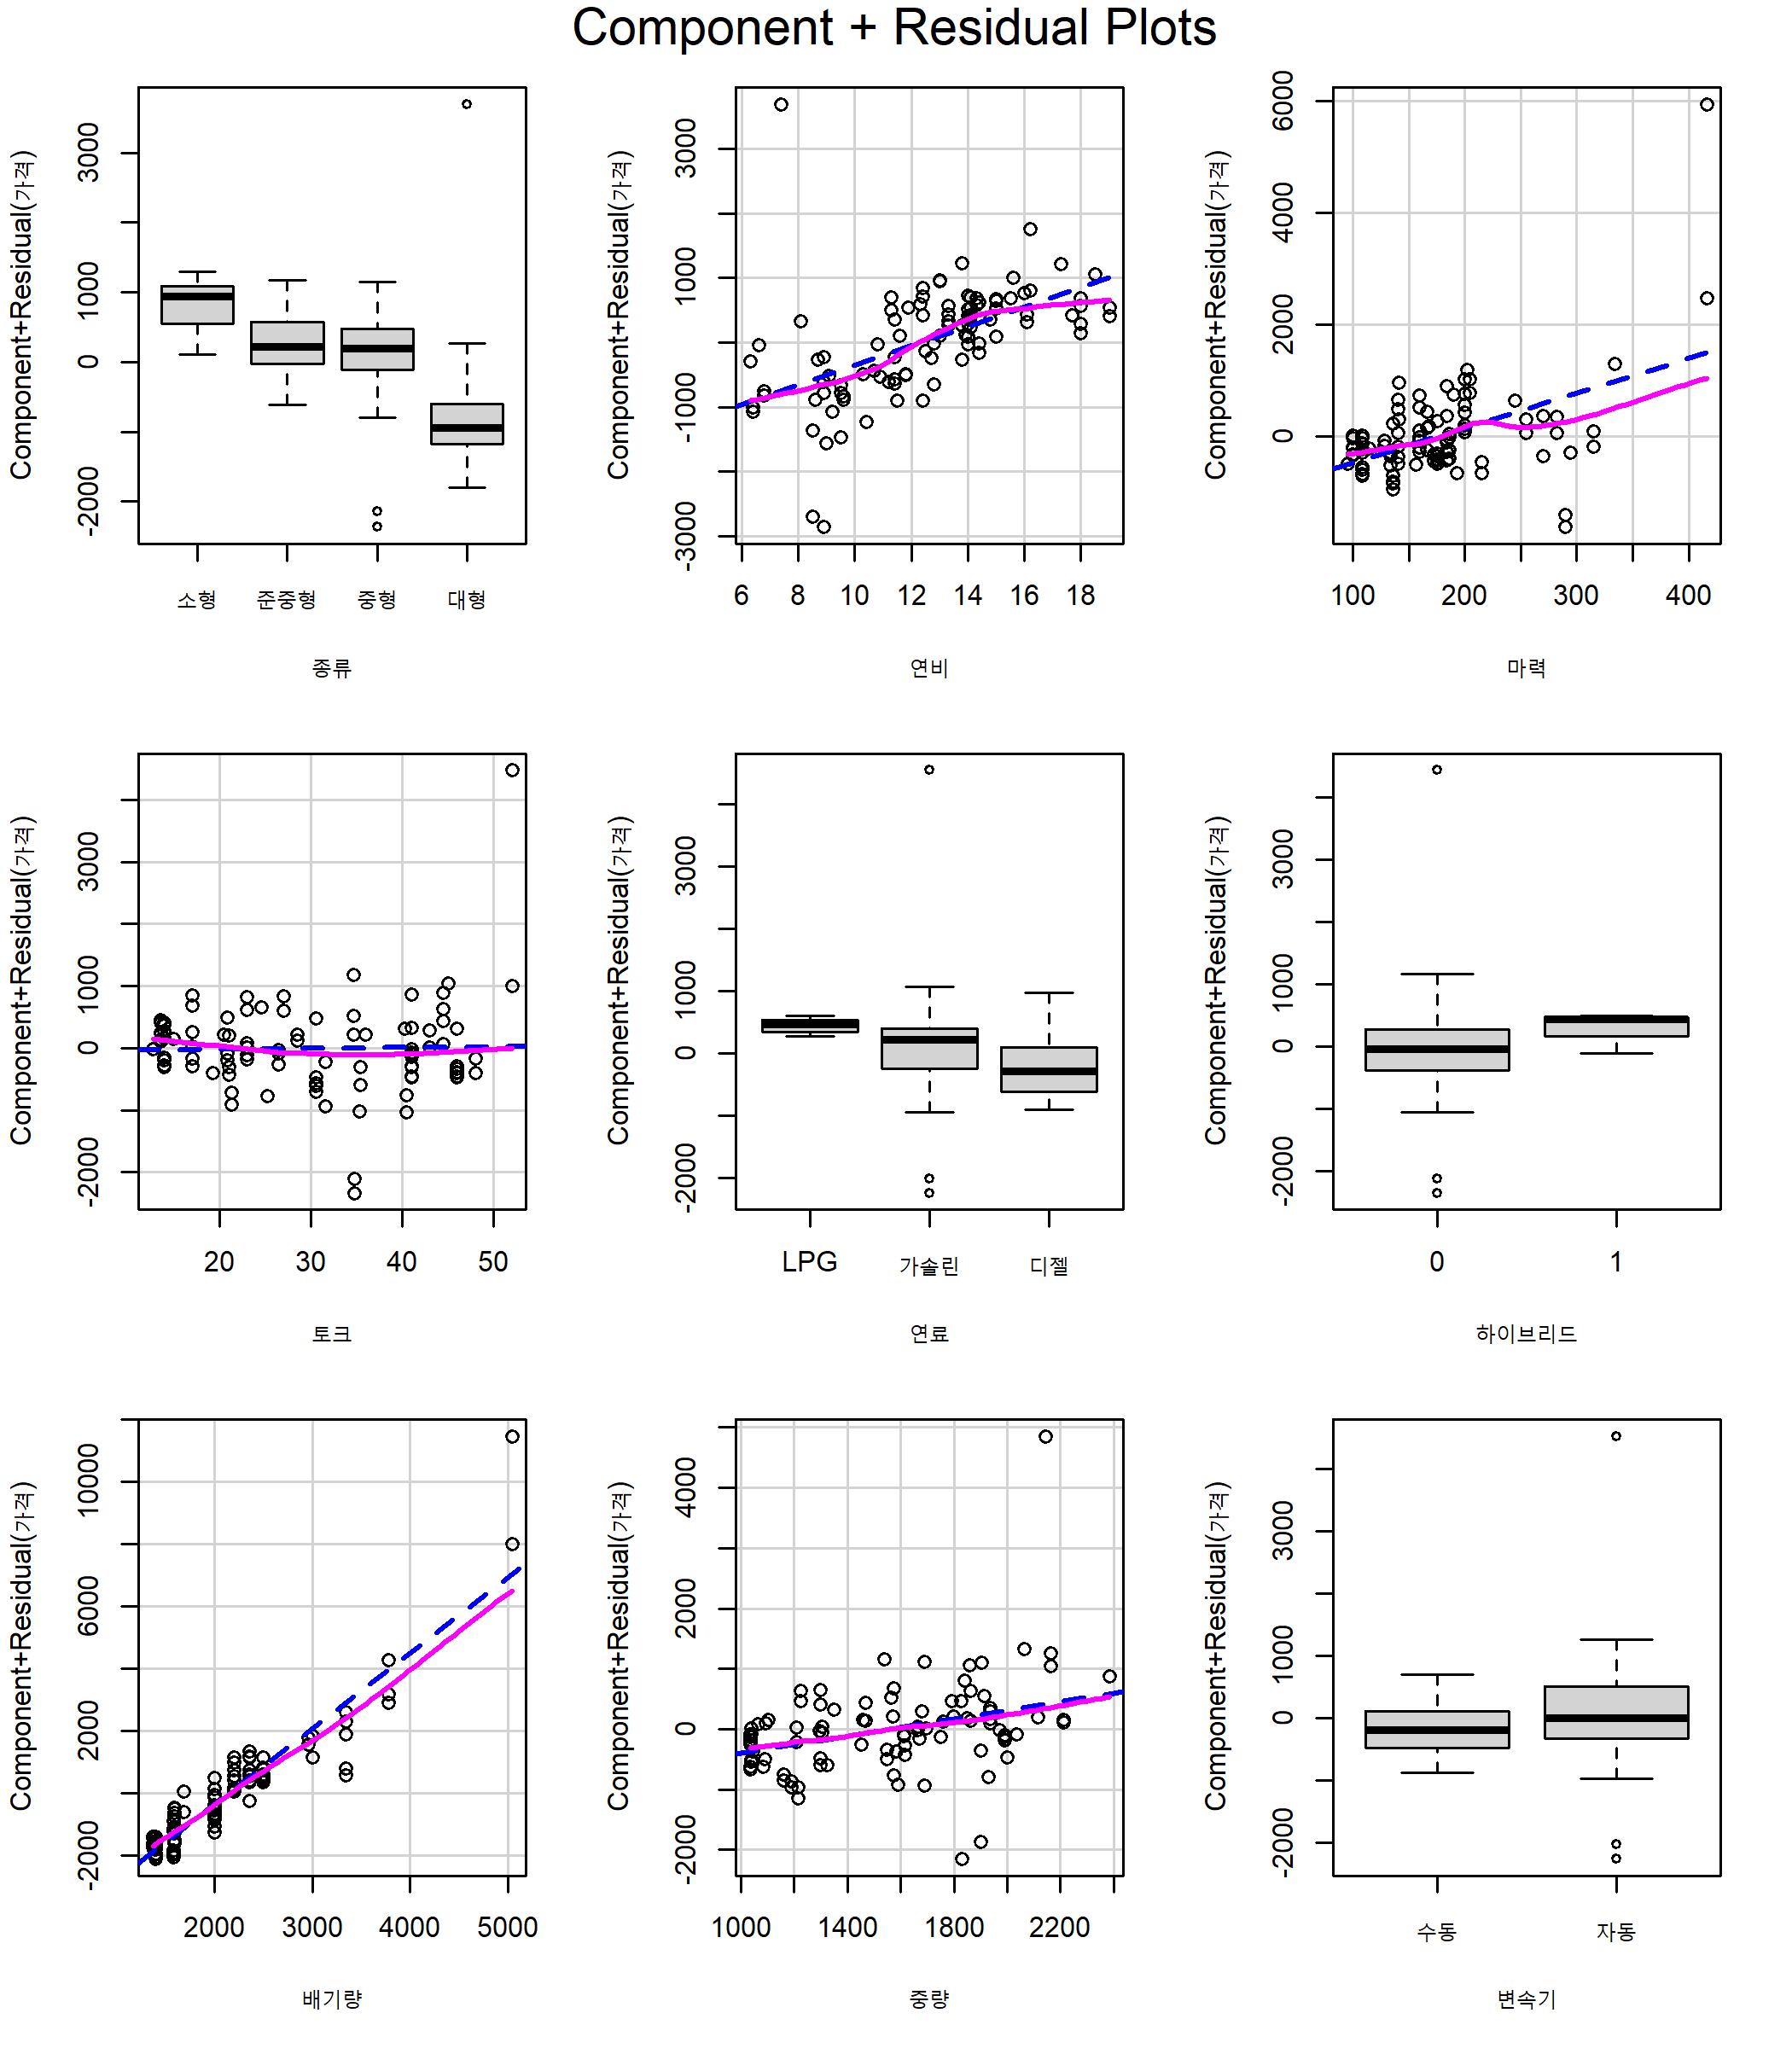 Component + Residual Plots
Component+Residual(가격)
3000
1000
0
-2000
소형 준중형 중형 대형
종류
Component+Residual(가격)
3000
1000
-1000
-3000
6 8 10 12 14 16 18
연비
Component+Residual(가격)
6000
4000
2000
0
100 200 300 400
마력
Component+Residual(가격)
3000
1000
0
-2000
20 30 40 50
토크
Component+Residual(가격)
3000
1000
0
-2000
LPG 가솔린 디젤
연료
Component+Residual(가격)
3000
1000
0
-2000
0 1
하이브리드
Component+Residual(가격)
10000
6000
2000
-2000
2000 3000 4000 5000
배기량
Component+Residual(가격)
4000
2000
0
-2000
1000 1400 1800 2200
중량
Component+Residual(가격)
3000
1000
0
-2000
수동 자동
변속기